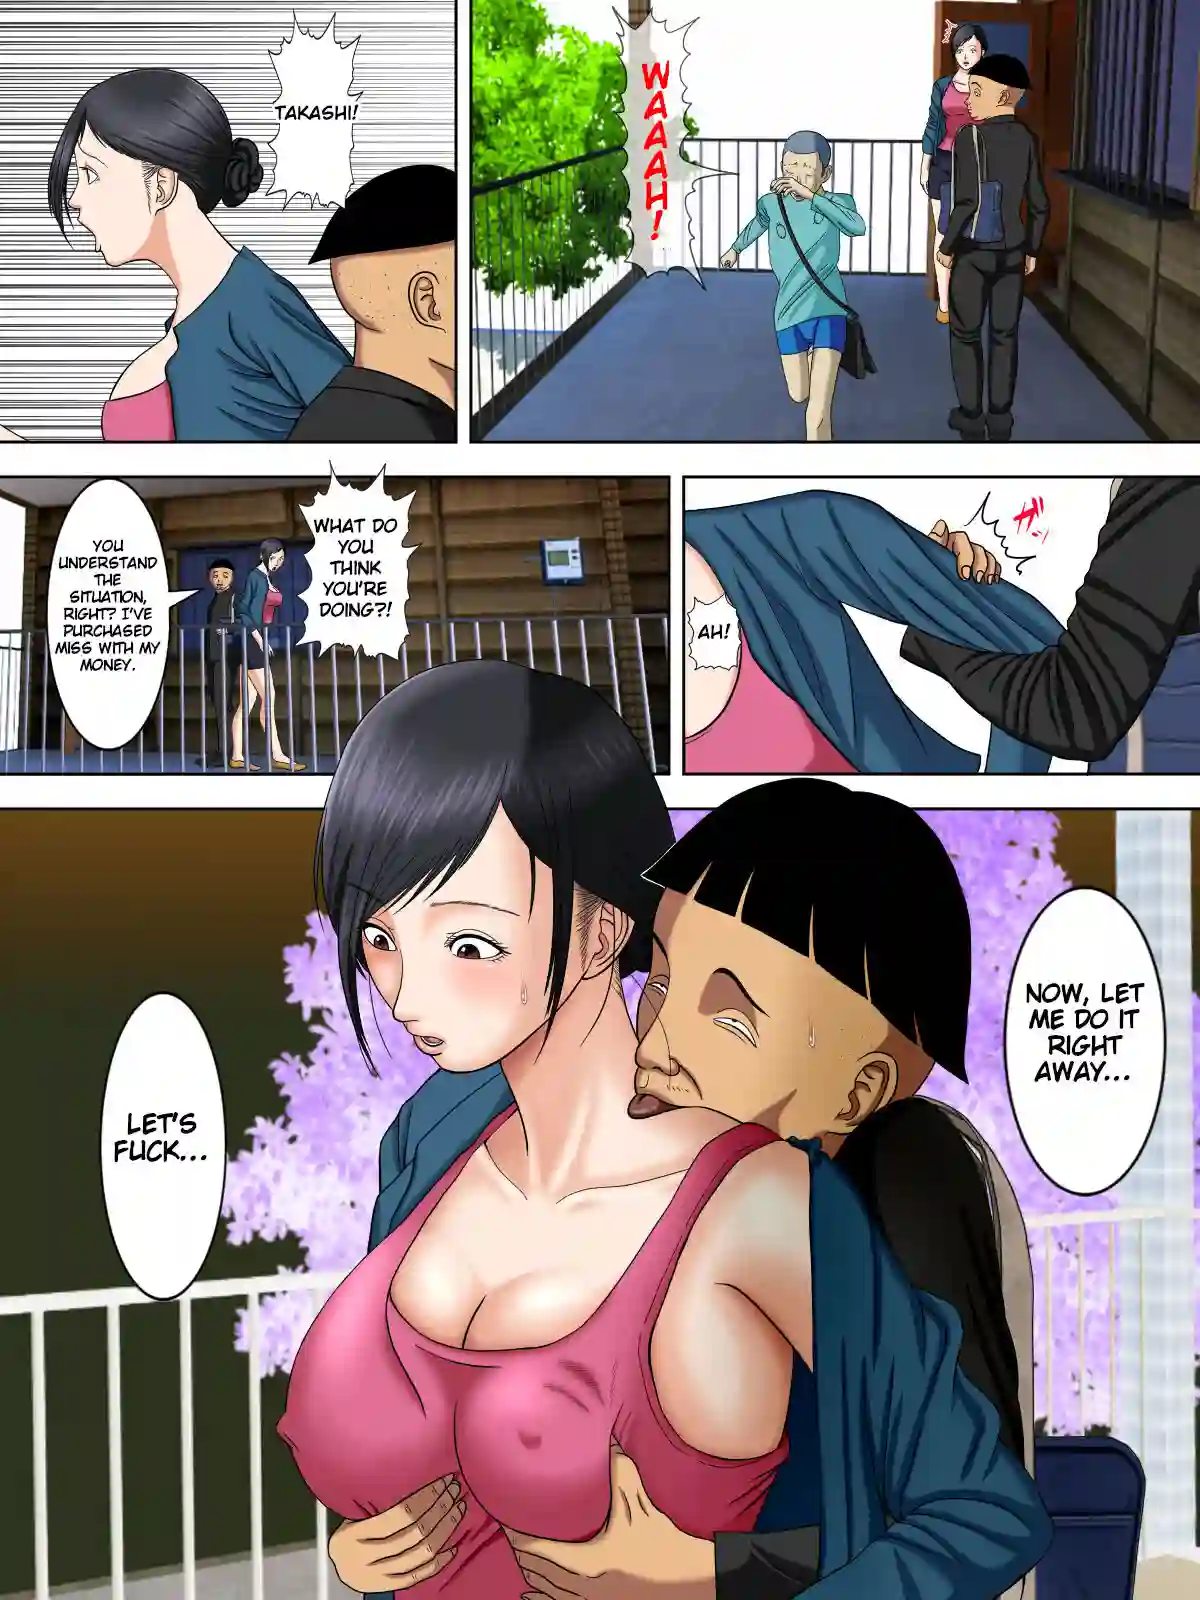 WAAAH!
TAKASHI!
ガッ
AH!
WHAT DO
YOU
THINK
YOU'RE
DOING?!
YOU
UNDERSTAND
THE
SITUATION,
RIGHT? I'VE
PURCHASED
MISS WITH MY
MONEY.
NOW, LET
ME DO IT
RIGHT
AWAY...
LET'S
FUCK...